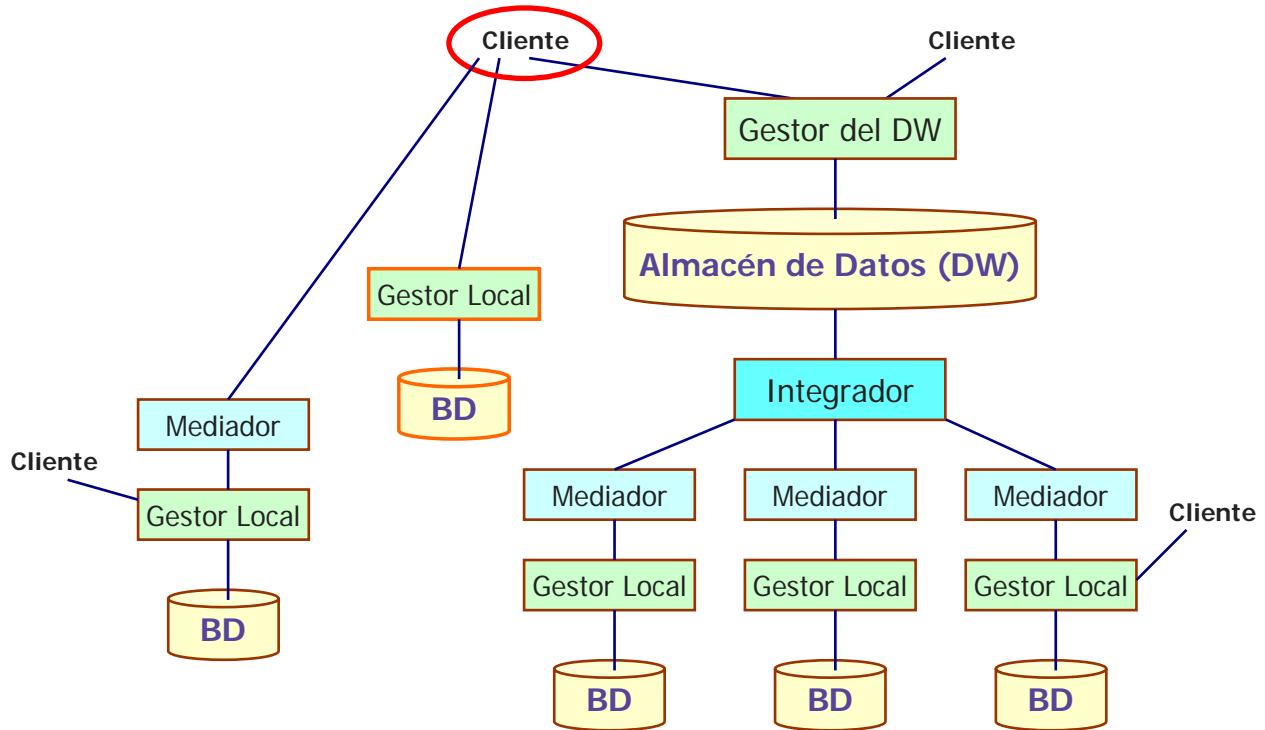 Cliente
Cliente
Gestor del DW
Almacén de Datos (DW)
Gestor Local
BD
Integrador
Mediador
Cliente
Gestor Local
BD
Mediador
Mediador
Mediador
Cliente
Gestor Local
Gestor Local
Gestor Local
BD
BD
BD